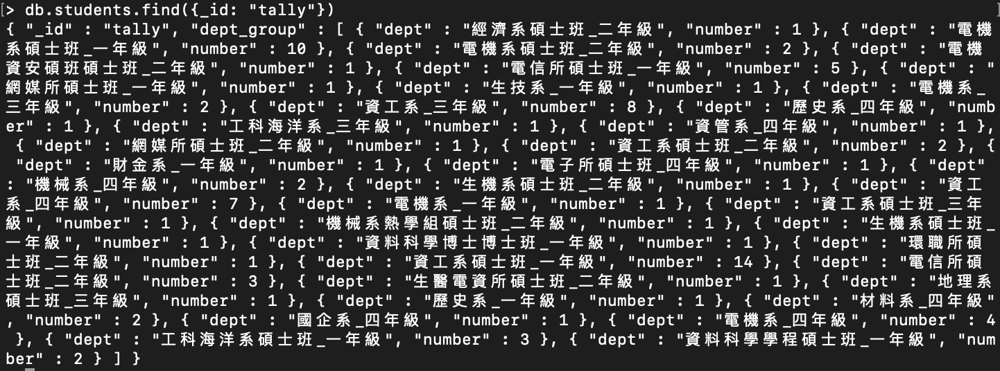 > db.students.find({_id: "tally"})
{ "_id" : "tally", "dept_group" : [ { "dept" : "經濟系碩士班_二年級", "number" : 1 }, { "dept" : "電機
系碩士班_一年級", "number" : 10 }, { "dept" : "電機系碩士班_二年級", "number" : 2 }, { "dept" : "電機
資安碩班碩士班_二年級", "number" : 1 }, { "dept" : "電信所碩士班_一年級", "number" : 5 }, { "dept" : "
網媒所碩士班_一年級", "number" : 1 }, { "dept" : "生技系_一年級", "number" : 1 }, { "dept" : "電機系_
三年級", "number" : 2 }, { "dept" : "資工系_三年級", "number" : 8 }, { "dept" : "歷史系_四年級", "numb
er" : 1 }, { "dept" : "工科海洋系_三年級", "number" : 1 }, { "dept" : "資管系_四年級", "number" : 1 },
 { "dept" : "網媒所碩士班_二年級", "number" : 1 }, { "dept" : "資工系碩士班_二年級", "number" : 2 }, {
 "dept" : "財金系_一年級", "number" : 1 }, { "dept" : "電子所碩士班_四年級", "number" : 1 }, { "dept"
: "機械系_四年級", "number" : 2 }, { "dept" : "生機系碩士班_二年級", "number" : 1 }, { "dept" : "資工
系_四年級", "number" : 7 }, { "dept" : "電機系_一年級", "number" : 1 }, { "dept" : "資工系碩士班_三年
級", "number" : 1 }, { "dept" : "機械系熱學組碩士班_二年級", "number" : 1 }, { "dept" : "生機系碩士班_
一年級", "number" : 1 }, { "dept" : "資料科學博士博士班_一年級", "number" : 1 }, { "dept" : "環職所碩
士班_二年級", "number" : 1 }, { "dept" : "資工系碩士班_一年級", "number" : 14 }, { "dept" : "電信所碩
士班_二年級", "number" : 3 }, { "dept" : "生醫電資所碩士班_二年級", "number" : 1 }, { "dept" : "地理系
碩士班_三年級", "number" : 1 }, { "dept" : "歷史系_一年級", "number" : 1 }, { "dept" : "材料系_四年級"
, "number" : 2 }, { "dept" : "國企系_四年級", "number" : 1 }, { "dept" : "電機系_四年級", "number" : 4
 }, { "dept" : "工科海洋系碩士班_一年級", "number" : 3 }, { "dept" : "資料科學學程碩士班_一年級", "num
ber" : 2 } ] }